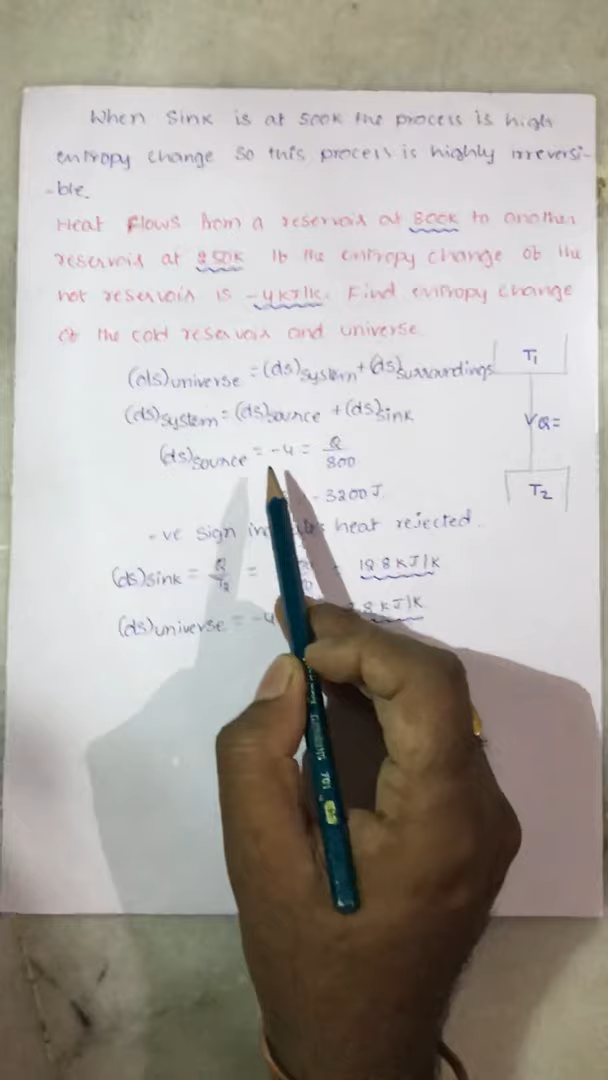 When Sink is at 500K the process is high
entropy change so this process is highly irreversi-
-ble.
Heat Flows from a reservoir at 800K to another
reservoir at 250K If the entropy change of the
hot reservoir is -4KJ/K. Find entropy change
of the cold reservoir and universe
(ds)universe = (ds)system + (ds)surroundings
(ds)system = (ds)source + (ds)sink
(ds)source = -4 = Q/800
- 3200J
-ve sign heat rejected.
(ds)sink = Q/T2 = = 12.8 KJ/K
(ds)universe = -4 8.8 KJ/K
T1
Q=
T2